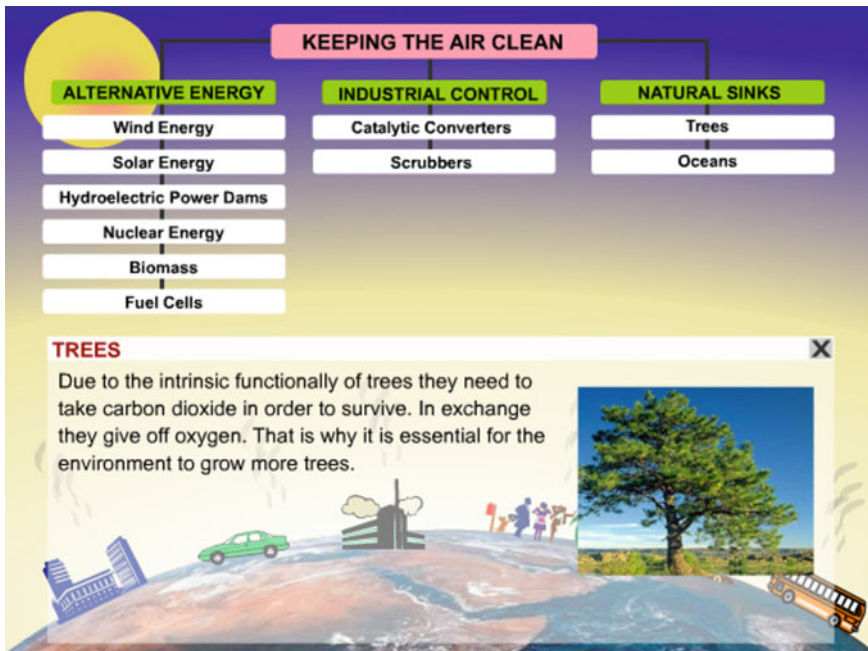 KEEPING THE AIR CLEAN
ALTERNATIVE ENERGY
Wind Energy
Solar Energy
Hydroelectric Power Dams
Nuclear Energy
Biomass
Fuel Cells
INDUSTRIAL CONTROL
Catalytic Converters
Scrubbers
NATURAL SINKS
Trees
Oceans
TREES
X
Due to the intrinsic functionally of trees they need to
take carbon dioxide in order to survive. In exchange
they give off oxygen. That is why it is essential for the
environment to grow more trees.